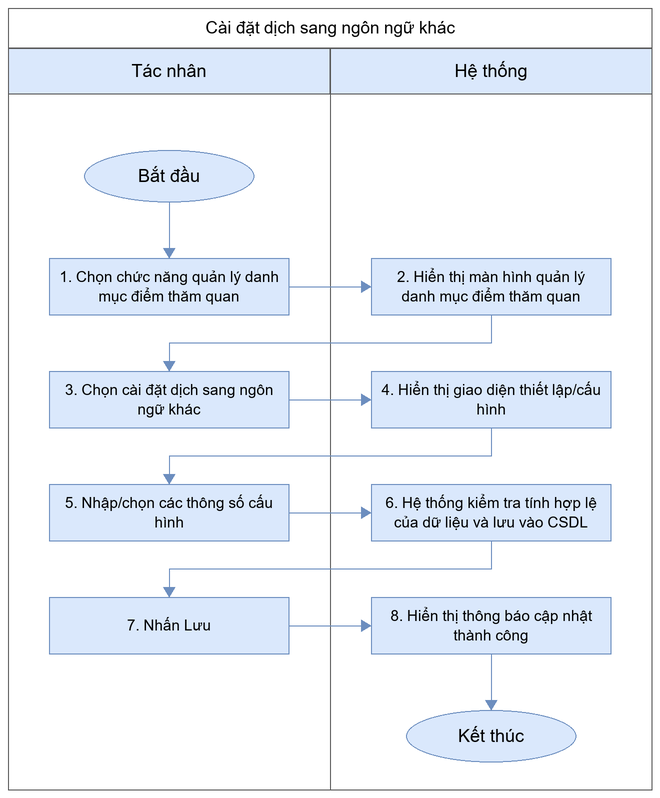 Cài đặt dịch sang ngôn ngữ khác
Tác nhân
Hệ thống
Bắt đầu
1. Chọn chức năng quản lý danh
mục điểm thăm quan
2. Hiển thị màn hình quản lý
danh mục điểm thăm quan
3. Chọn cài đặt dịch sang ngôn
ngữ khác
4. Hiển thị giao diện thiết lập/cấu
hình
5. Nhập/chọn các thông số cấu
hình
6. Hệ thống kiểm tra tính hợp lệ
của dữ liệu và lưu vào CSDL
7. Nhấn Lưu
8. Hiển thị thông báo cập nhật
thành công
Kết thúc